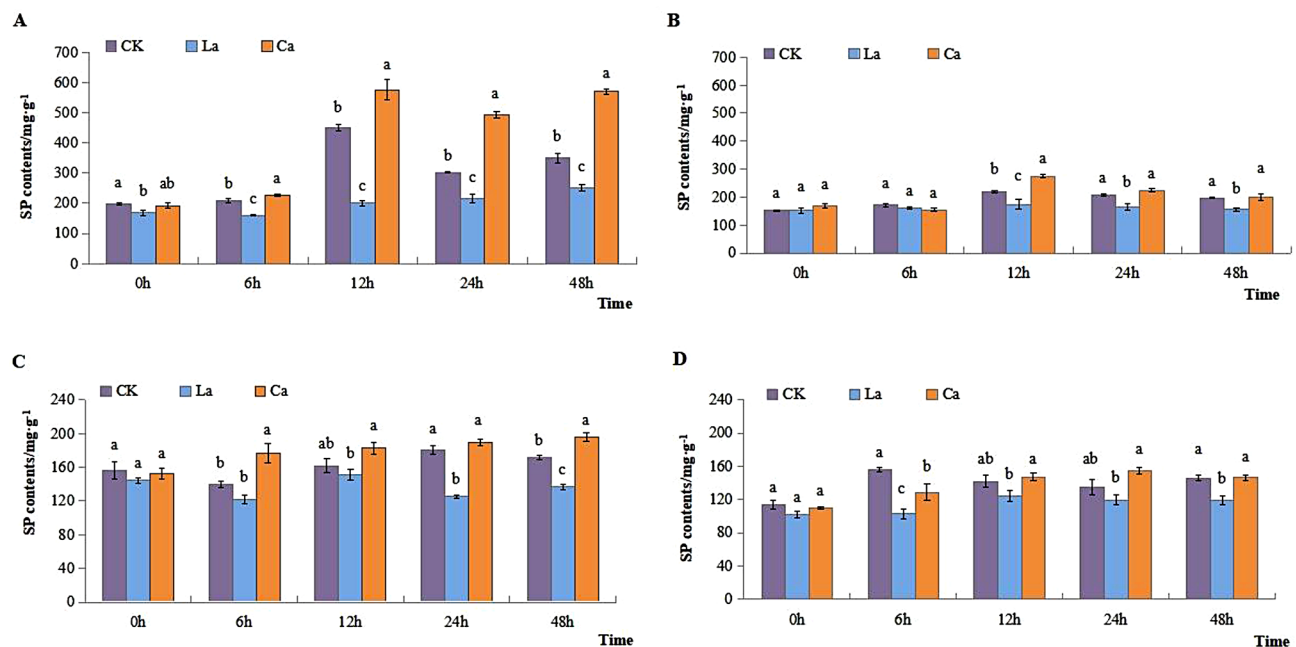 A
CK La Ca
SP contents/mg·g-1
700
600
500
400
300
200
100
0
a b ab
b c a
b c a
b c a
b c a
0h 6h 12h 24h 48h
Time
B
CK La Ca
SP contents/mg·g-1
700
600
500
400
300
200
100
0
a a a
a a a
b c a
a b a
a b a
0h 6h 12h 24h 48h
Time
C
CK La Ca
SP contents/mg·g-1
240
200
160
120
80
40
0
a a a
b b a
ab b a
a b a
b c a
0h 6h 12h 24h 48h
Time
D
CK La Ca
SP contents/mg·g-1
240
200
160
120
80
40
0
a a a
a c b
ab b a
ab b a
a b a
0h 6h 12h 24h 48h
Time